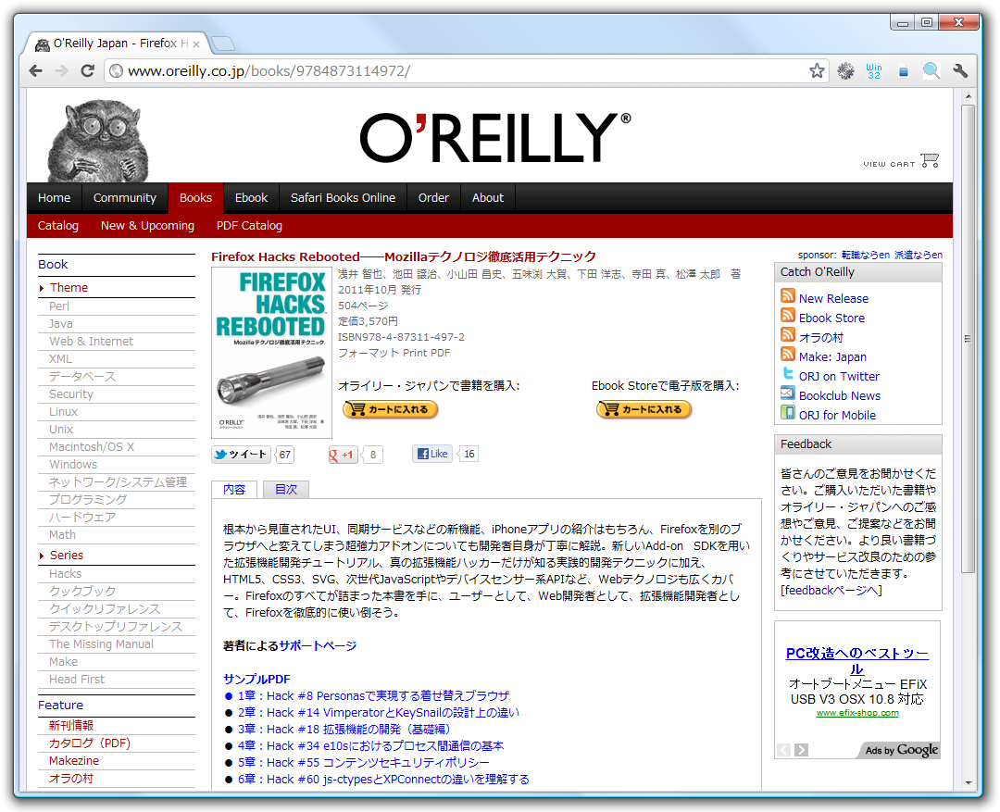 O'Reilly Japan - Firefox H
www.oreilly.co.jp/books/9784873114972/
Win
32
O'REILLY®
VIEW CART
Home Community Books Ebook Safari Books Online Order About
Catalog New & Upcoming PDF Catalog
Book
Theme
Perl
Java
Web & Internet
XML
データベース
Security
Linux
Unix
Macintosh/OS X
Windows
ネットワーク/システム管理
プログラミング
ハードウェア
Math
Series
Hacks
クックブック
クイックリファレンス
デスクトップリファレンス
The Missing Manual
Make
Head First
Feature
新刊情報
カタログ（PDF）
Makezine
オラの村
Firefox Hacks Rebooted——Mozillaテクノロジ徹底活用テクニック
FIREFOX
HACKS
REBOOTED
Mozillaテクノロジ徹底活用テクニック
O'REILLY
オライリー・ジャパン
浅井 智也、池田 譲治、小山田 昌史
五味渕 大賀、下田 洋志 著
寺田 真、松澤 太郎
浅井 智也、池田 譲治、小山田 昌史、五味渕 大賀、下田 洋志、寺田 真、松澤 太郎　著
2011年10月 発行
504ページ
定価3,570円
ISBN978-4-87311-497-2
フォーマット Print PDF
オライリー・ジャパンで書籍を購入:
カートに入れる
Ebook Storeで電子版を購入:
カートに入れる
ツイート 67
g +1 8
Like 16
内容 目次
根本から見直されたUI、同期サービスなどの新機能、iPhoneアプリの紹介はもちろん、Firefoxを別のブ
ラウザへと変えてしまう超強力アドオンについても開発者自身が丁寧に解説。新しいAdd-on　SDKを用い
た拡張機能開発チュートリアル、真の拡張機能ハッカーだけが知る実践的開発テクニックに加え、
HTML5、CSS3、SVG、次世代JavaScriptやデバイスセンサー系APIなど、Webテクノロジも広くカバ
ー。Firefoxのすべてが詰まった本書を手に、ユーザーとして、Web開発者として、拡張機能開発者とし
て、Firefoxを徹底的に使い倒そう。
著者によるサポートページ
サンプルPDF
● 1章：Hack #8 Personasで実現する着せ替えブラウザ
● 2章：Hack #14 VimperatorとKeySnailの設計上の違い
● 3章：Hack #18 拡張機能の開発（基礎編）
● 4章：Hack #34 e10sにおけるプロセス間通信の基本
● 5章：Hack #55 コンテンツセキュリティポリシー
● 6章：Hack #60 js-ctypesとXPConnectの違いを理解する
sponsor: 転職ならen 派遣ならen
Catch O'Reilly
New Release
Ebook Store
オラの村
Make: Japan
ORJ on Twitter
Bookclub News
ORJ for Mobile
Feedback
皆さんのご意見をお聞かせくだ
さい。ご購入いただいた書籍や
オライリー・ジャパンへのご感
想やご意見、ご提案などをお
聞かせください。より良い書籍づ
くりやサービス改良のための参
考にさせていただきます。
[feedbackページへ]
PC改造へのベストツー
ル
オートブートメニュー EFiX
USB V3 OSX 10.8 対応
www.efix-shop.com
Ads by Google